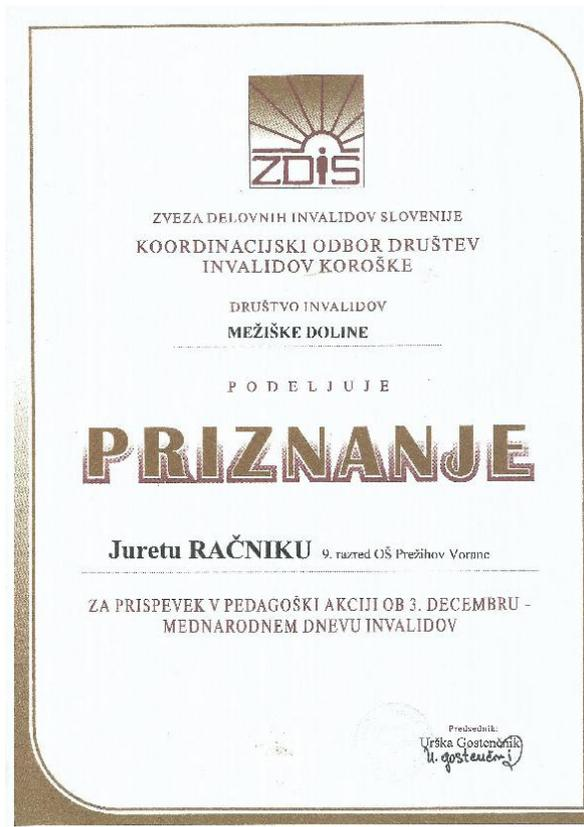 ZDIS
ZVEZA DELOVNIH INVALIDOV SLOVENIJE
KOORDINACIJSKI ODBOR DRUŠTEV
INVALIDOV KOROŠKE
DRUŠTVO INVALIDOV
MEŽIŠKE DOLINE
PODELJUJE
PRIZNANJE
Juretu RAČNIKU 9. razred OŠ Prežihov Voranc
ZA PRISPEVEK V PEDAGOŠKI AKCIJI OB 3. DECEMBRU -
MEDNARODNEM DNEVU INVALIDOV
Predsednik:
Urška Gostenčnik
U. gostenčnj